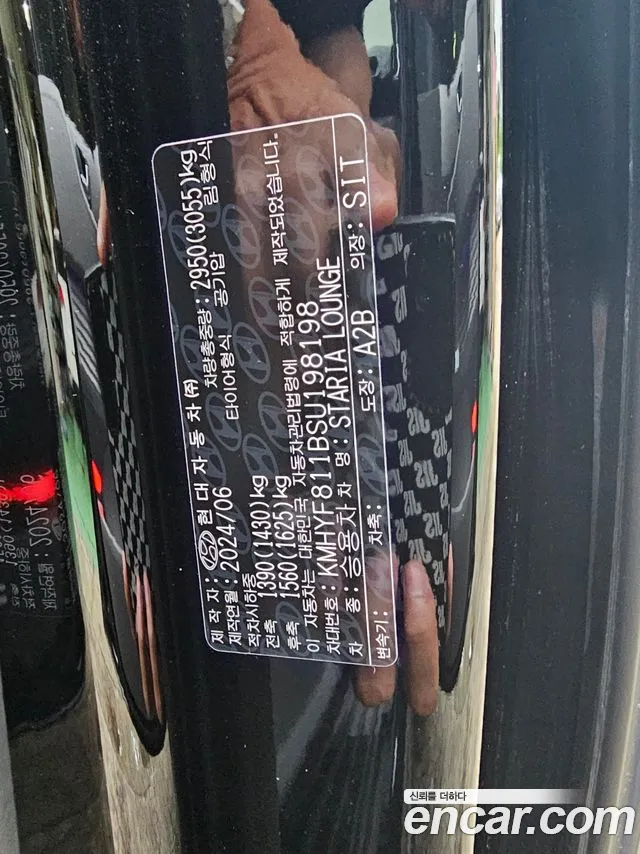 제 작 자: 현 대 자 동 차 ㈜
제작연월: 2024/06 차량총중량: 2950(3055)kg
적차시하중 타이어형식 공기압 림형식
전축 1390(1430)kg
후축 1560(1625)kg
이 자동차는 대한민국 자동차관리법령에 적합하게 제작되었습니다.
차대번호: KMHYF811BSU198198
차 종: 승용차 차 명: STARIA LOUNGE
변속기: 차축: 도장: A2B 의장: SIT
신뢰를 더하다
encar.com